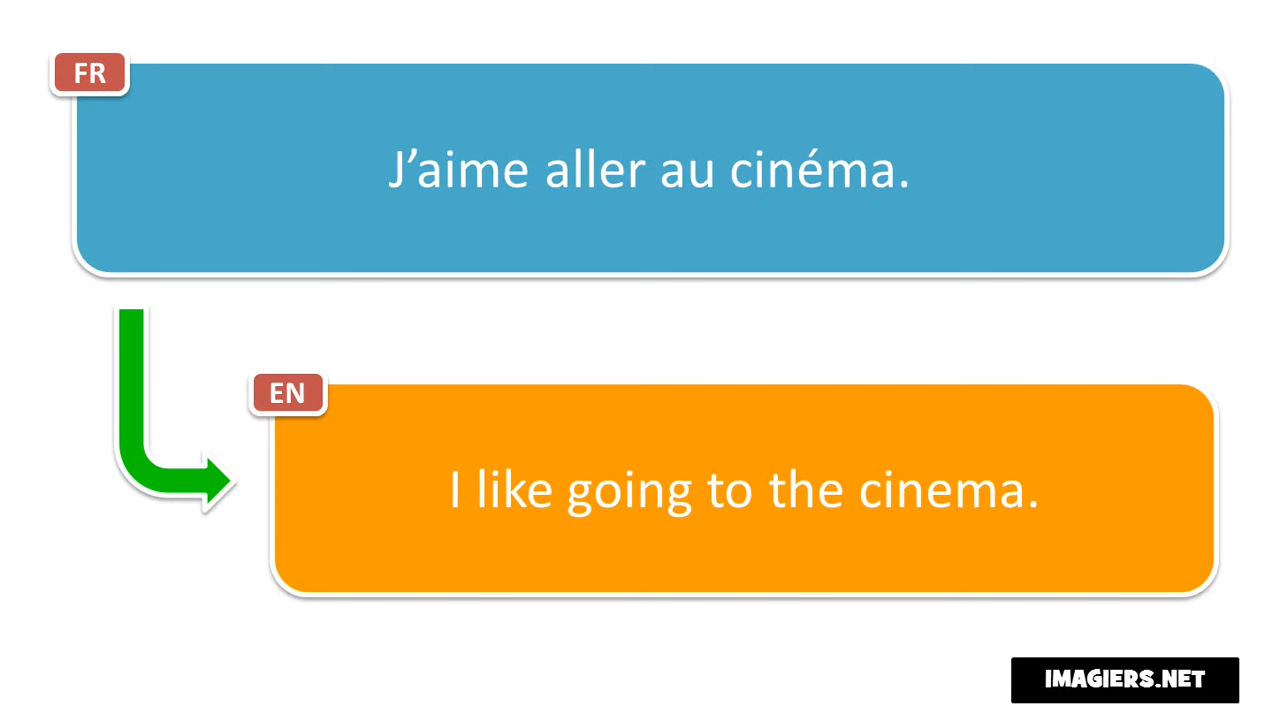 FR
J’aime aller au cinéma.
EN
I like going to the cinema.
IMAGIERS.NET